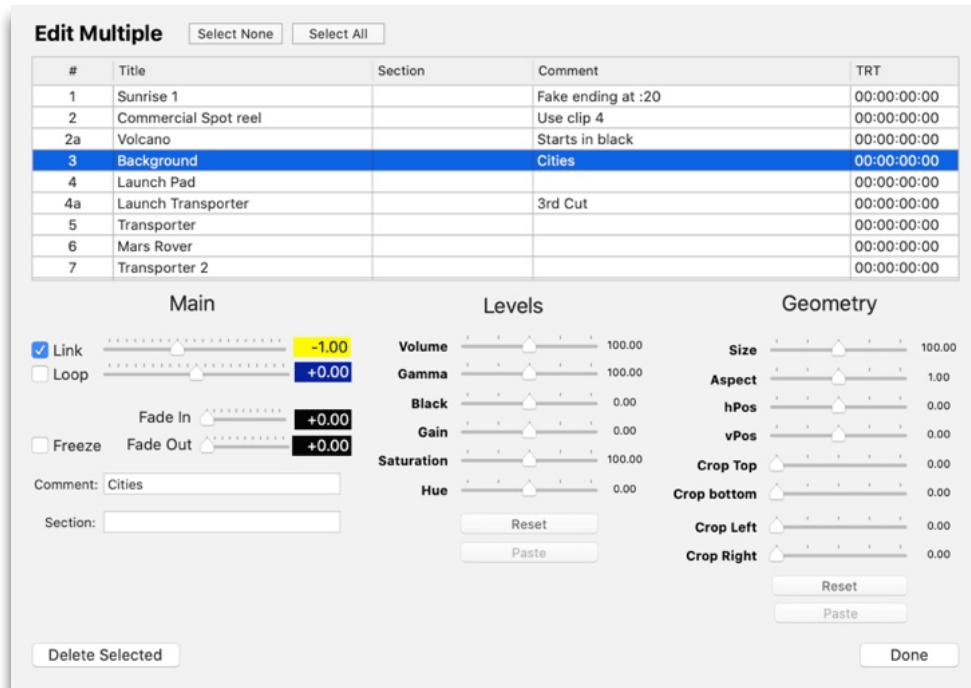 Edit Multiple Select None Select All
# Title Section Comment TRT
1 Sunrise 1 Fake ending at :20 00:00:00:00
2 Commercial Spot reel Use clip 4 00:00:00:00
2a Volcano Starts in black 00:00:00:00
3 Background Cities 00:00:00:00
4 Launch Pad 00:00:00:00
4a Launch Transporter 3rd Cut 00:00:00:00
5 Transporter 00:00:00:00
6 Mars Rover 00:00:00:00
7 Transporter 2 00:00:00:00
Main
Link -1.00
Loop +0.00
Fade In +0.00
Freeze Fade Out +0.00
Comment: Cities
Section:
Levels
Volume 100.00
Gamma 100.00
Black 0.00
Gain 0.00
Saturation 100.00
Hue 0.00
Reset
Paste
Geometry
Size 100.00
Aspect 1.00
hPos 0.00
vPos 0.00
Crop Top 0.00
Crop bottom 0.00
Crop Left 0.00
Crop Right 0.00
Reset
Paste
Delete Selected Done